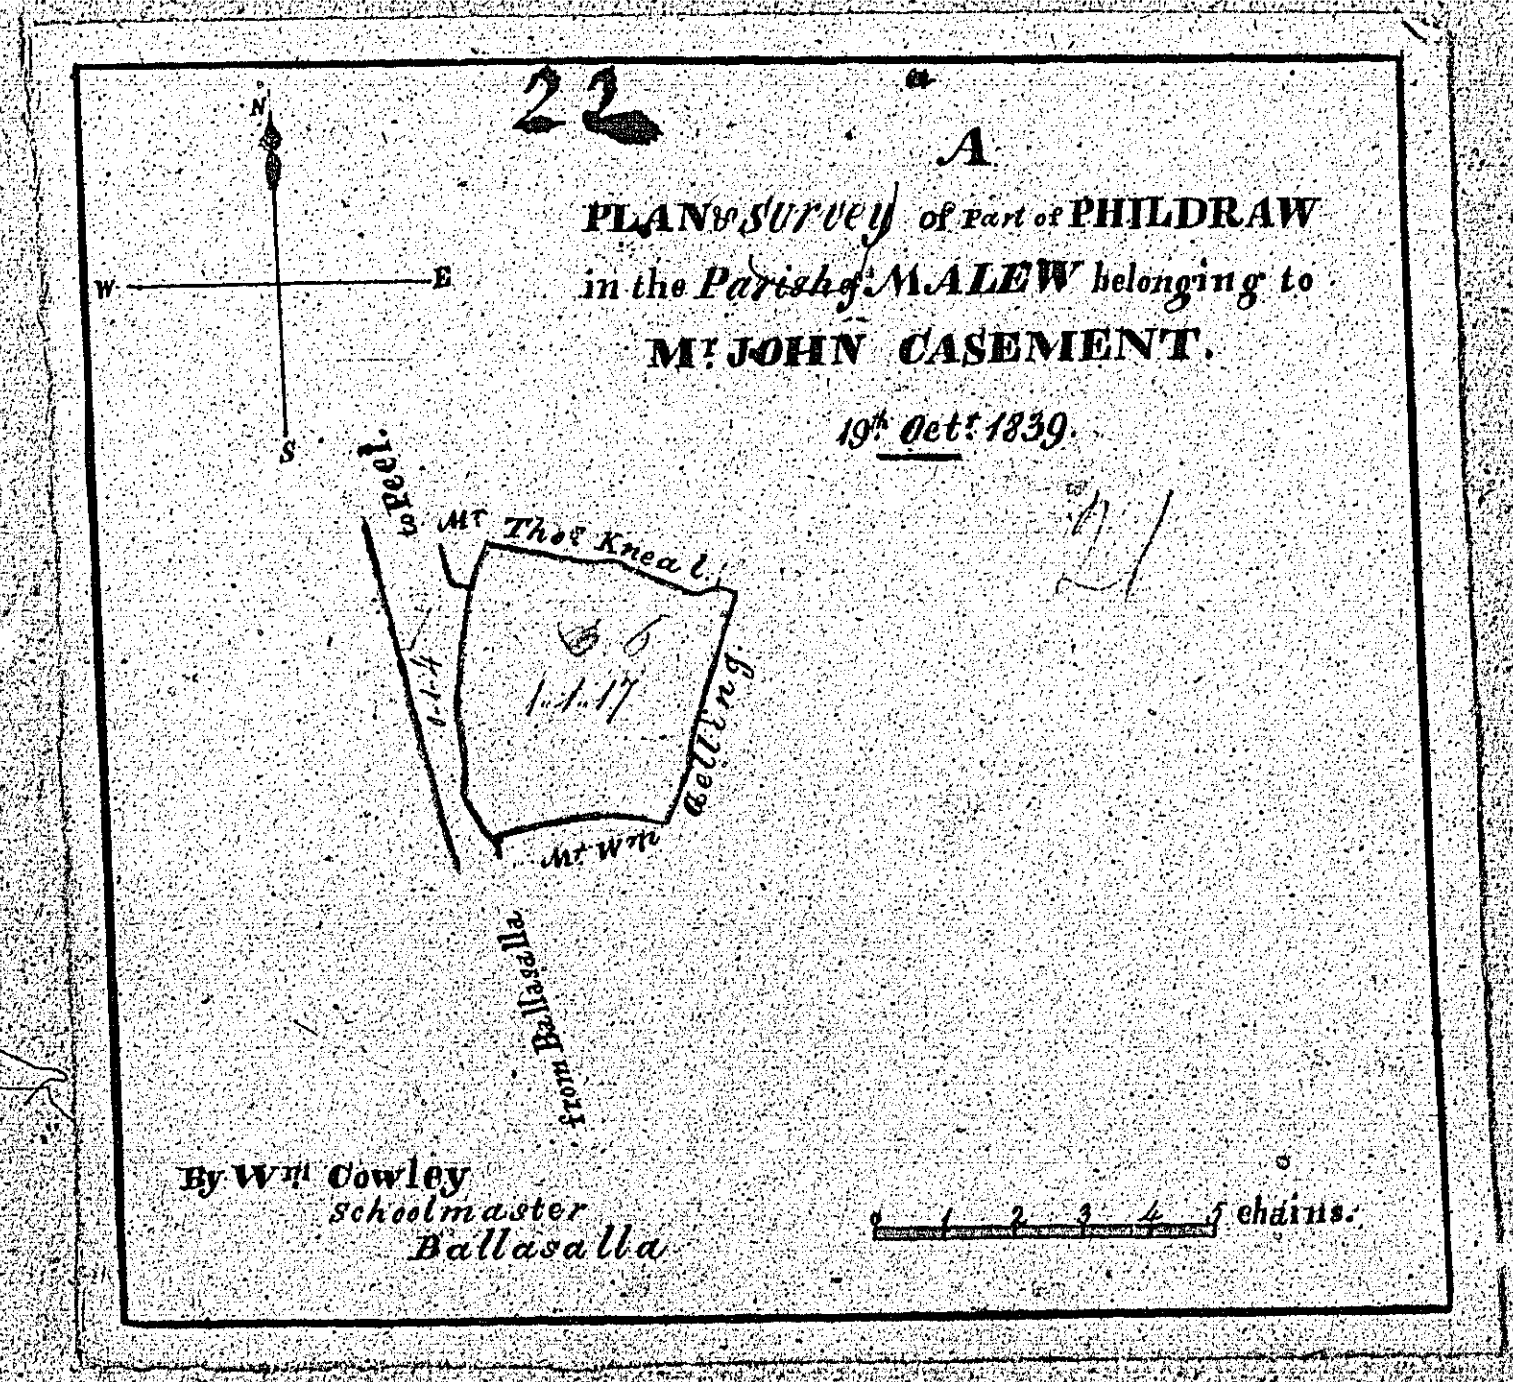 22
A
PLAN & Survey of Part of PHILDRAW
in the Parish of MALEW belonging to
Mr. JOHN CASEMENT.
19th Octr. 1839.
N
W
E
S
to Peel.
Mr Thos Kneal.
6
1..1..17
0-1-4
Mr Wm
Gelling.
from Ballasalla
By Wm Cowley
Schoolmaster
Ballasalla
0 1 2 3 4 5 chains.